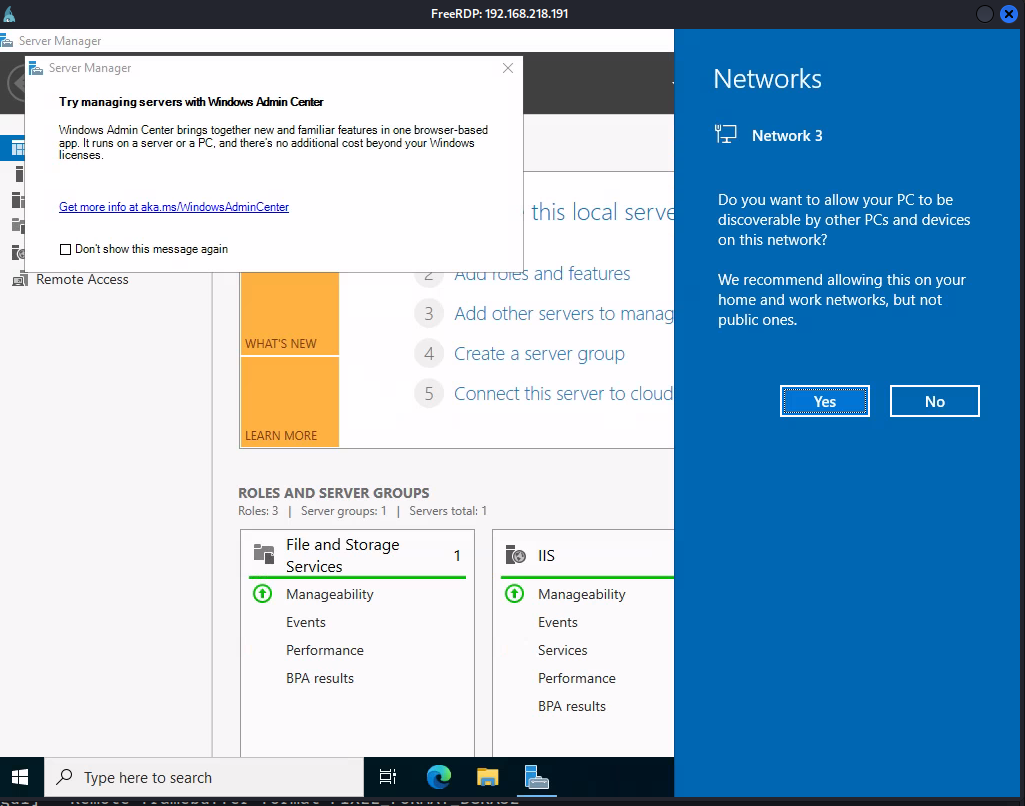 FreeRDP: 192.168.218.191
Server Manager
Server Manager
Try managing servers with Windows Admin Center
Windows Admin Center brings together new and familiar features in one browser-based
app. It runs on a server or a PC, and there's no additional cost beyond your Windows
licenses.
Get more info at aka.ms/WindowsAdminCenter
Don't show this message again
this local serve
2 Add roles and features
3 Add other servers to manag
4 Create a server group
5 Connect this server to cloud
Remote Access
WHAT'S NEW
LEARN MORE
ROLES AND SERVER GROUPS
Roles: 3 | Server groups: 1 | Servers total: 1
File and Storage
Services
1
Manageability
Events
Performance
BPA results
IIS
Manageability
Events
Services
Performance
BPA results
Networks
Network 3
Do you want to allow your PC to be
discoverable by other PCs and devices
on this network?
We recommend allowing this on your
home and work networks, but not
public ones.
Yes
No
Type here to search